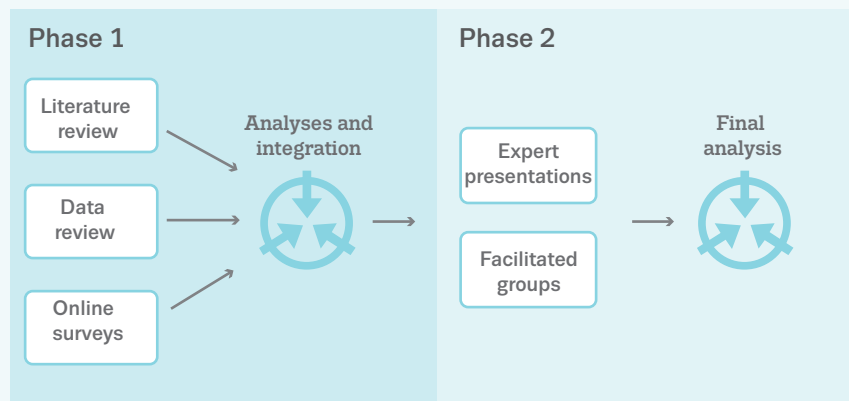 Phase 1
Literature
review
Data
review
Online
surveys
Analyses and
integration
Phase 2
Expert
presentations
Facilitated
groups
Final
analysis